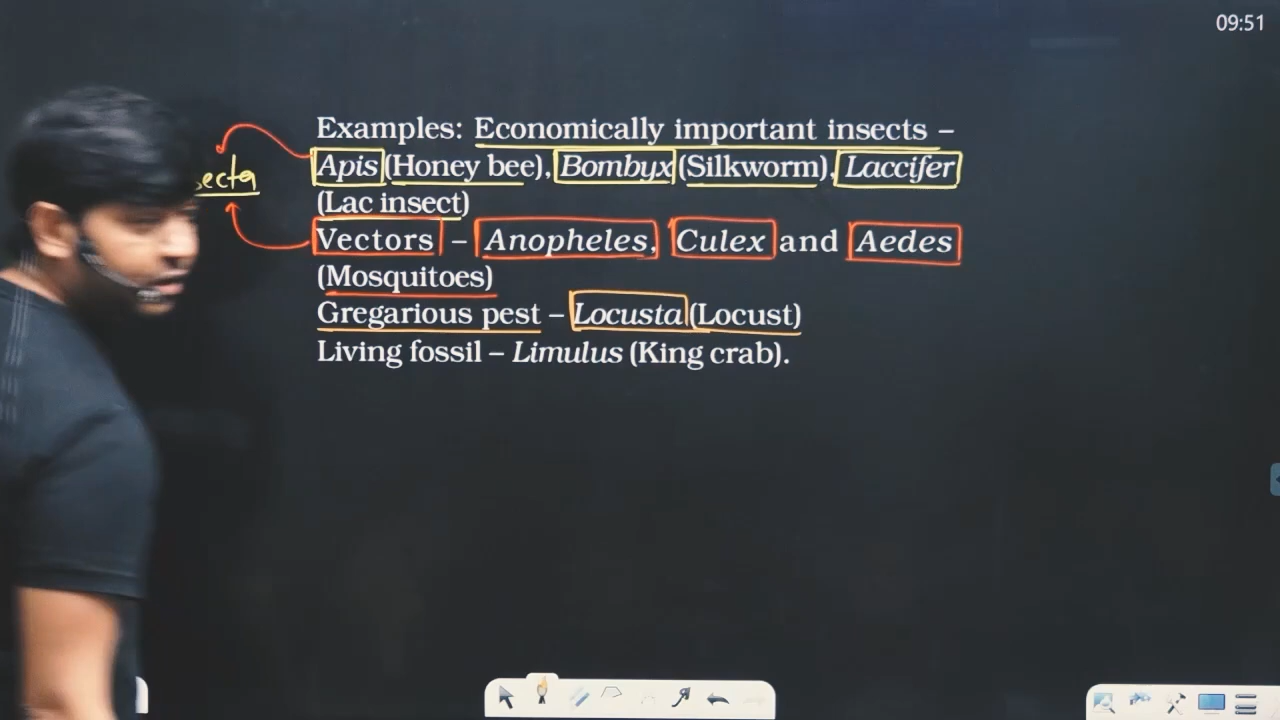 09:51
Examples: Economically important insects –
Apis (Honey bee), Bombyx (Silkworm), Laccifer
(Lac insect)
Vectors – Anopheles, Culex and Aedes
(Mosquitoes)
Gregarious pest – Locusta (Locust)
Living fossil – Limulus (King crab).